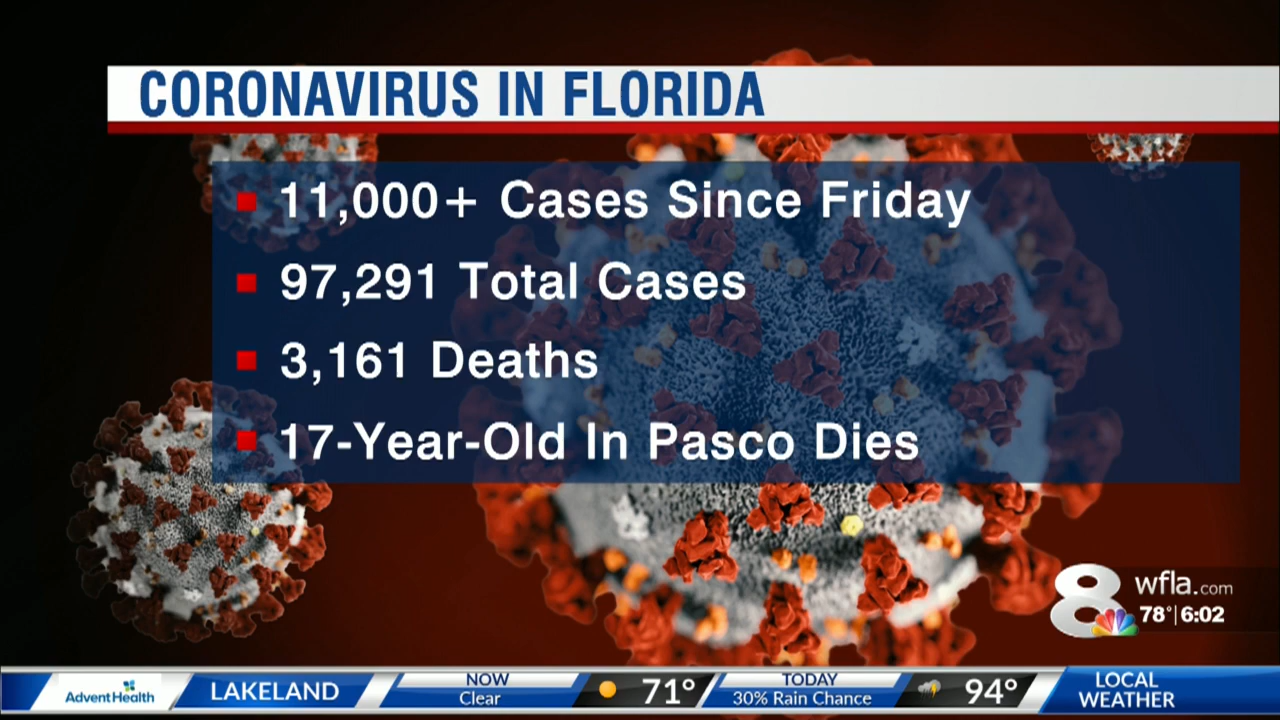 CORONAVIRUS IN FLORIDA
11,000+ Cases Since Friday
97,291 Total Cases
3,161 Deaths
17-Year-Old In Pasco Dies
8 wfla.com
78° | 6:02
AdventHealth
LAKELAND
NOW
Clear
71°
TODAY
30% Rain Chance
94°
LOCAL
WEATHER